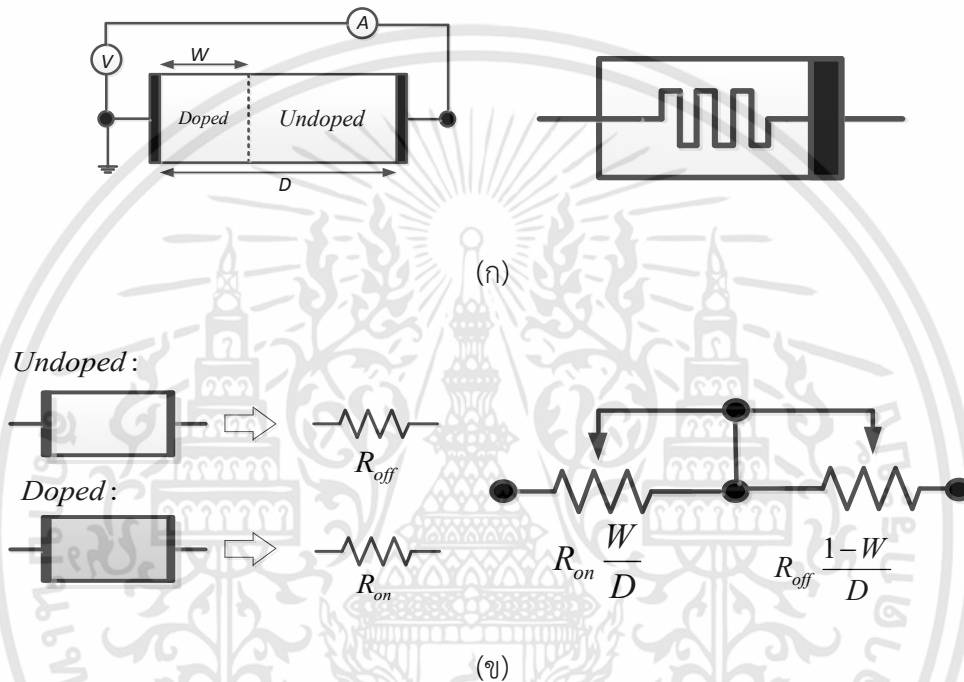 A
V
W
Doped
Undoped
D
(ก)
Undoped :
R_off
Doped :
R_on
R_on W/D
R_off 1-W/D
(ข)